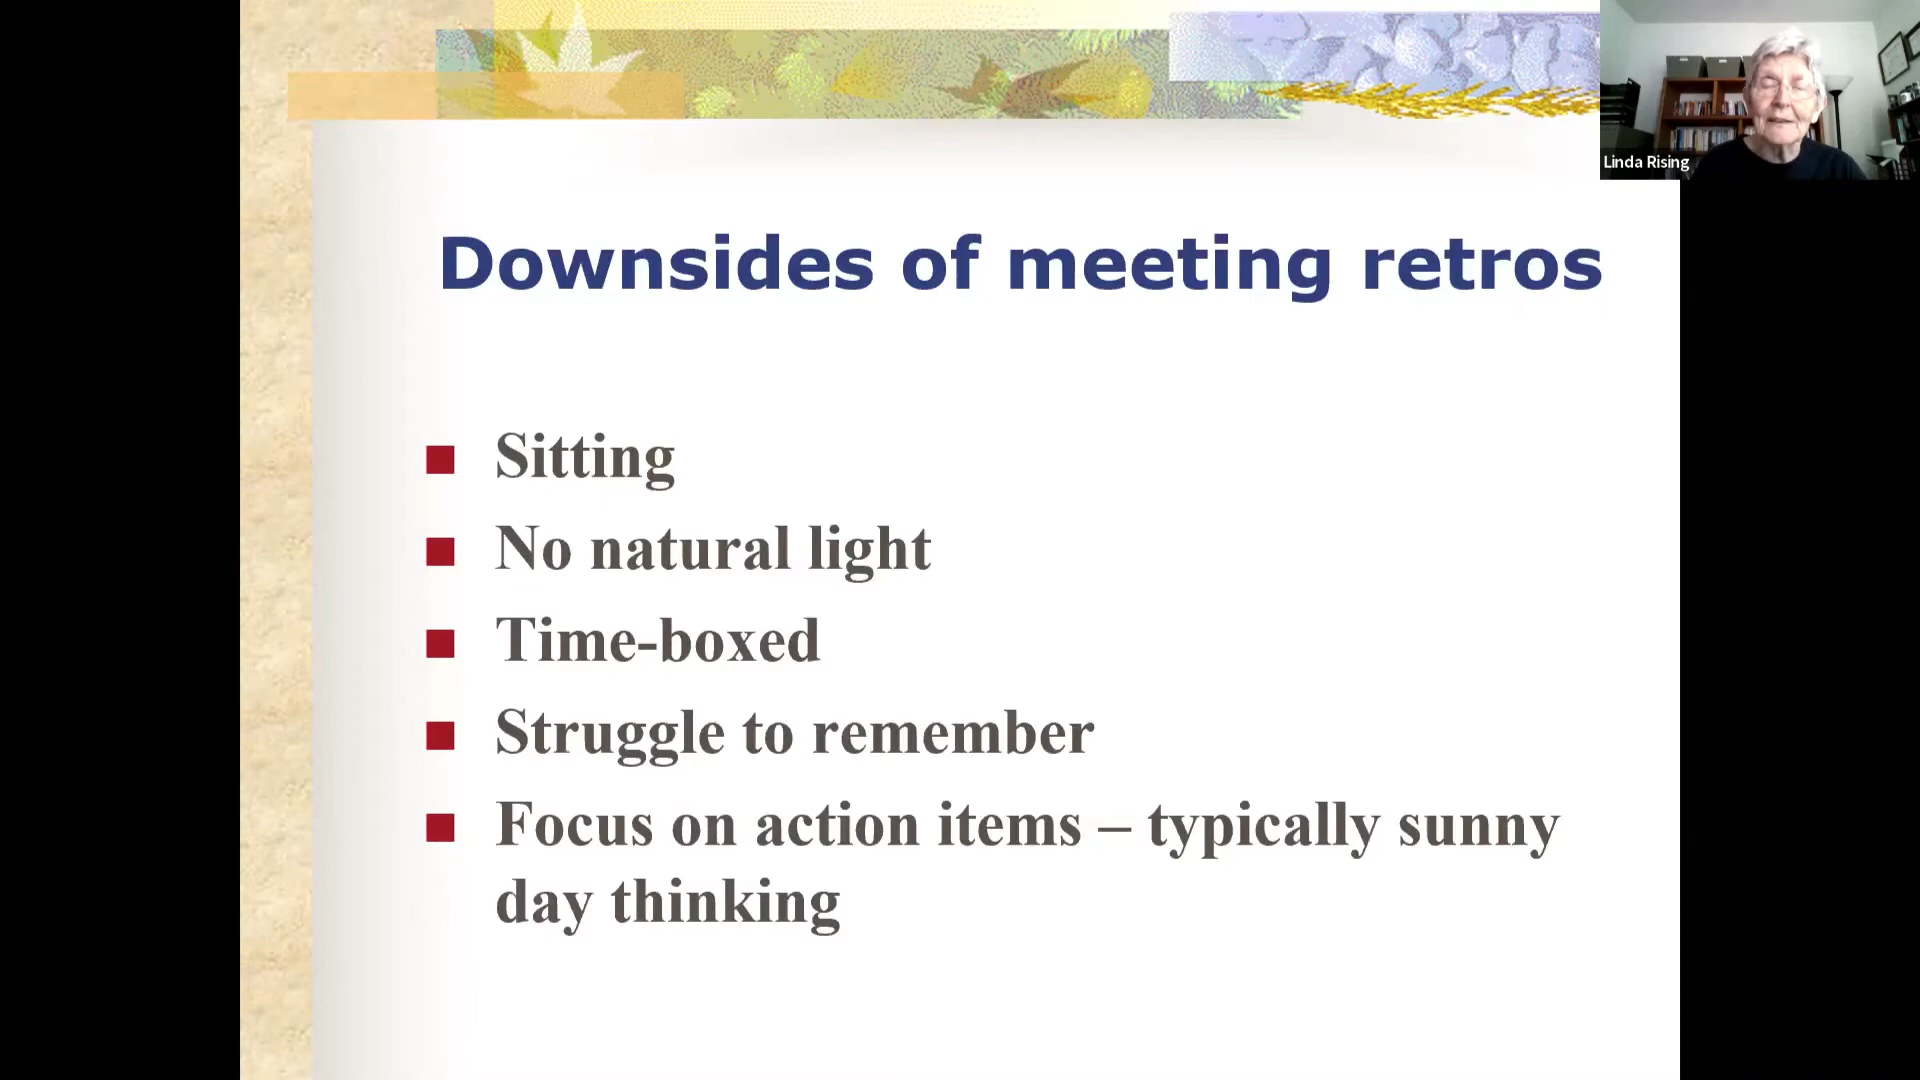 Linda Rising
Downsides of meeting retros
Sitting
No natural light
Time-boxed
Struggle to remember
Focus on action items – typically sunny
day thinking